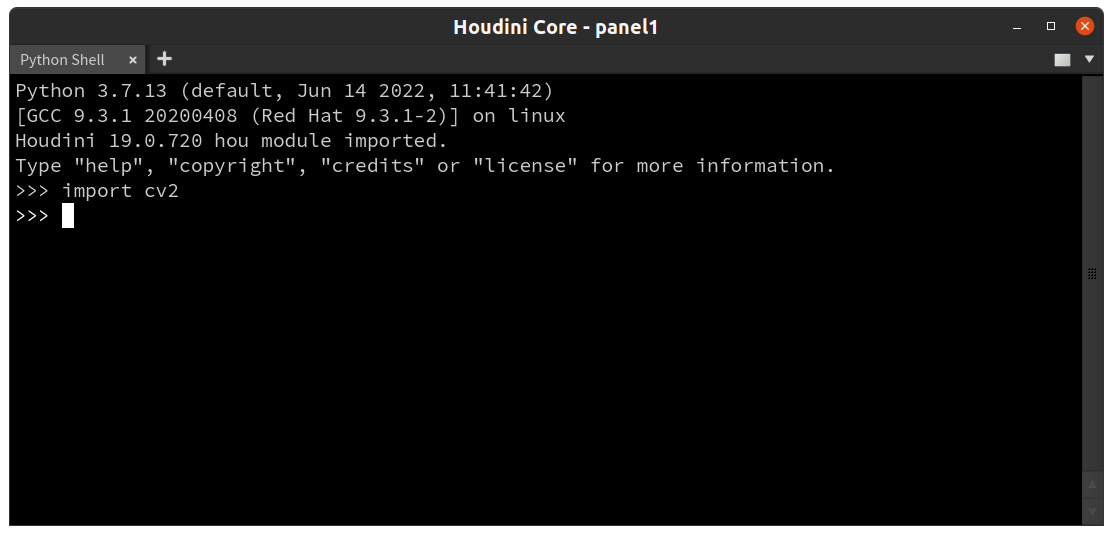 Houdini Core - panel1
Python Shell
Python 3.7.13 (default, Jun 14 2022, 11:41:42)
[GCC 9.3.1 20200408 (Red Hat 9.3.1-2)] on linux
Houdini 19.0.720 hou module imported.
Type "help", "copyright", "credits" or "license" for more information.
>>> import cv2
>>>